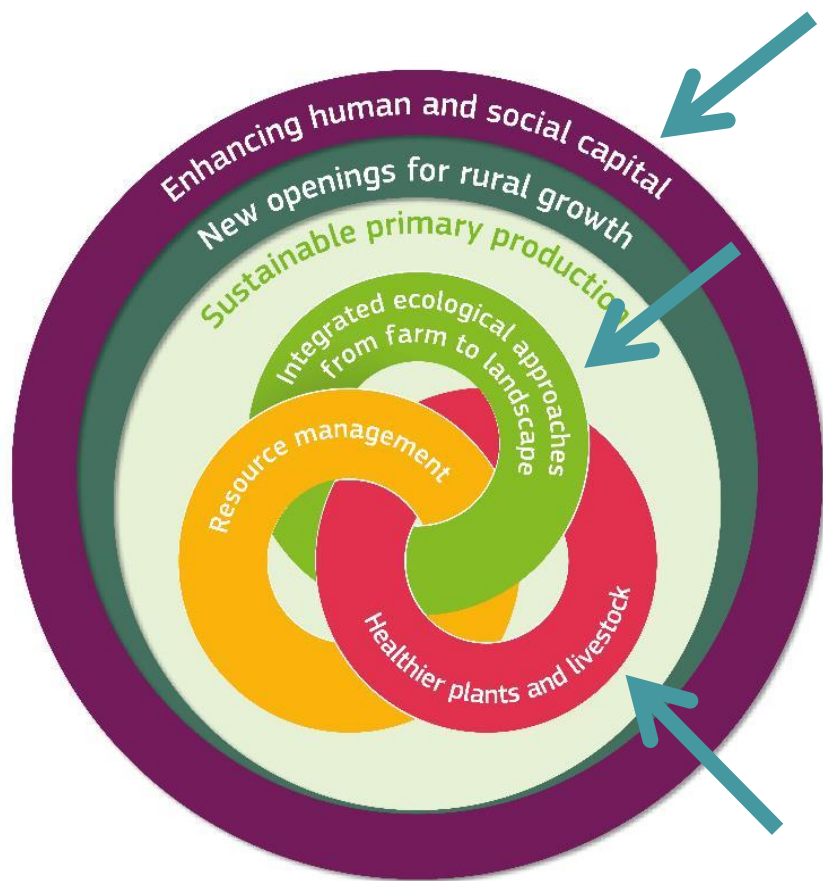 Enhancing human and social capital
New openings for rural growth
Sustainable primary production
Integrated ecological approaches
from farm to landscape
Resource management
Healthier plants and livestock